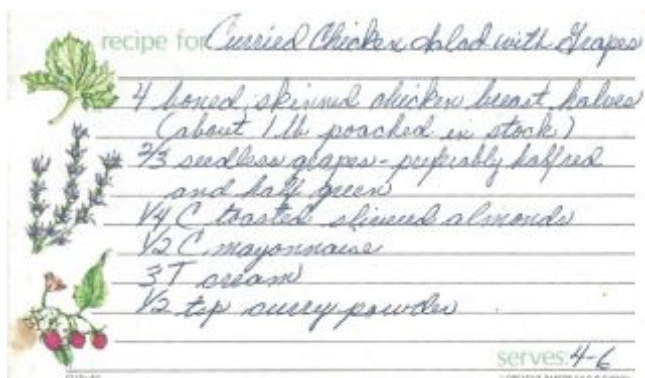 recipe for Curried Chicken Salad with Grapes
4 boned, skinned chicken breast halves
(about 1 lb poached in stock)
2/3 seedless grapes - preferably half red
and half green
1/4 C toasted slivered almonds
1/2 C mayonnaise
3 T cream
1/2 tsp curry powder
serves: 4-6